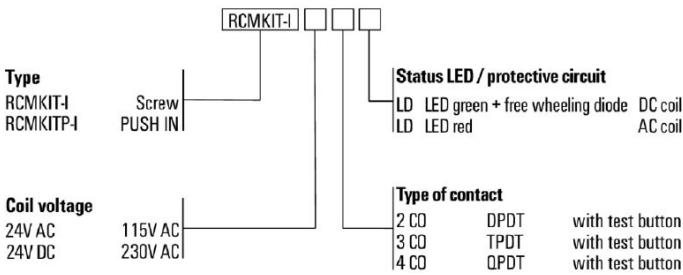 RCMKIT-I
Type
RCMKIT-I Screw
RCMKITP-I PUSH IN
Status LED / protective circuit
LD LED green + free wheeling diode DC coil
LD LED red AC coil
Coil voltage
24V AC 115V AC
24V DC 230V AC
Type of contact
2 CO DPDT with test button
3 CO TPDT with test button
4 CO QPDT with test button